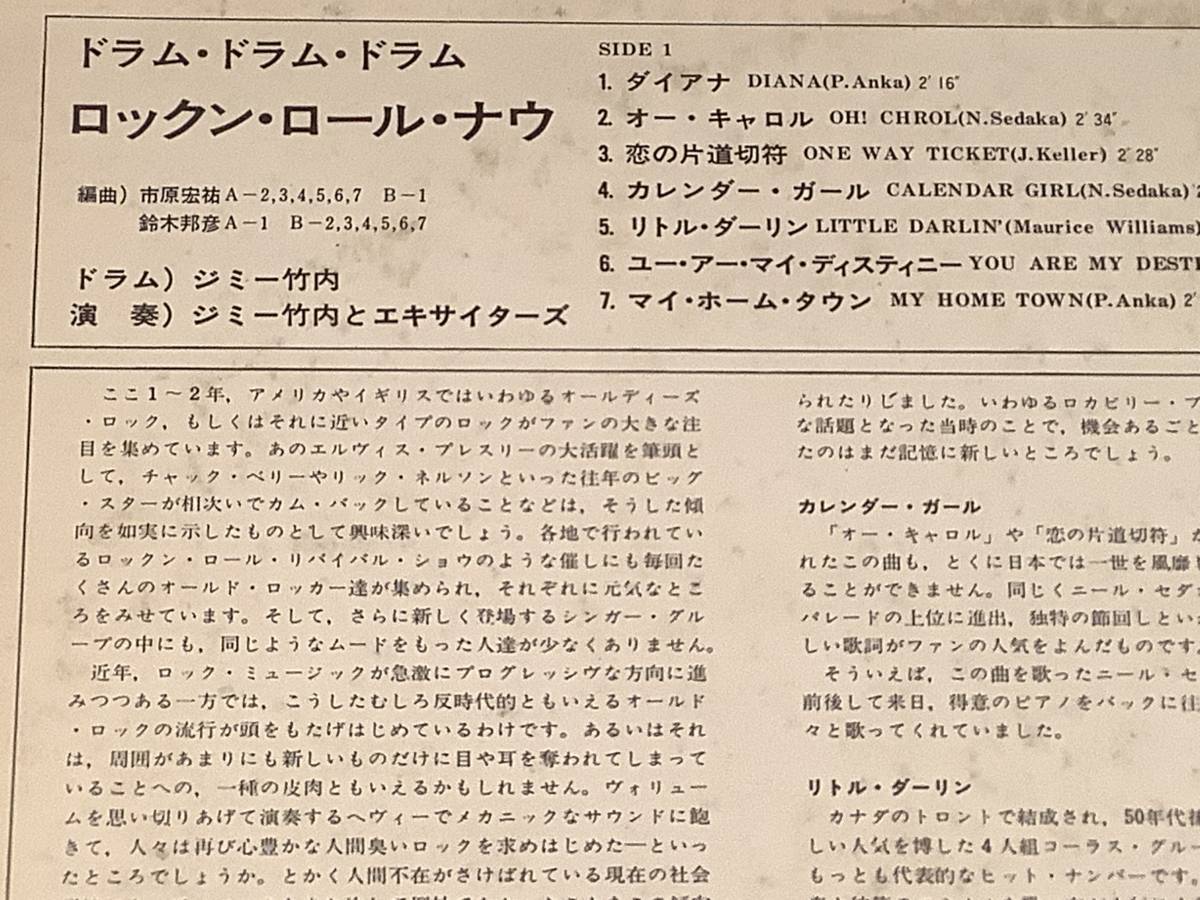 ドラム・ドラム・ドラム
ロックン・ロール・ナウ
編曲）市原宏祐A－2,3,4,5,6,7　B－1
鈴木邦彦A－1　B－2,3,4,5,6,7
ドラム）ジミー竹内
演　奏）ジミー竹内とエキサイターズ
SIDE 1
1. ダイアナ DIANA(P.Anka) 2′16″
2. オー・キャロル OH! CHROL(N.Sedaka) 2′34″
3. 恋の片道切符 ONE WAY TICKET(J.Keller) 2′28″
4. カレンダー・ガール CALENDAR GIRL(N.Sedaka)
5. リトル・ダーリン LITTLE DARLIN'(Maurice Williams)
6. ユー・アー・マイ・ディスティニー YOU ARE MY DESTI
7. マイ・ホーム・タウン MY HOME TOWN(P.Anka) 2′
ここ1～2年，アメリカやイギリスではいわゆるオールディーズ
・ロック，もしくはそれに近いタイプのロックがファンの大きな注
目を集めています。あのエルヴィス・プレスリーの大活躍を筆頭と
して，チャック・ベリーやリック・ネルソンといった往年のビッグ
・スターが相次いでカム・バックしていることなどは，そうした傾
向を如実に示したものとして興味深いでしょう。各地で行われてい
るロックン・ロール・リバイバル・ショウのような催しにも毎回た
くさんのオールド・ロッカー達が集められ，それぞれに元気なとこ
ろをみせています。そして，さらに新しく登場するシンガー・グル
ープの中にも，同じようなムードをもった人達が少なくありません。
近年，ロック・ミュージックが急激にプログレッシヴな方向に進
みつつある一方では，こうしたむしろ反時代的ともいえるオールド
・ロックの流行が頭をもたげはじめているわけです。あるいはそれ
は，周囲があまりにも新しいものだけに目や耳を奪われてしまって
いることへの，一種の皮肉ともいえるかもしれません。ヴォリュー
ムを思い切りあげて演奏するヘヴィーでメカニックなサウンドに飽
きて，人々は再び心豊かな人間臭いロックを求めはじめた―といっ
たところでしょうか。とかく人間不在がさけばれている現在の社会
られたりしました。いわゆるロカビリー・ブ
な話題となった当時のことで，機会あるごと
たのはまだ記憶に新しいところでしょう。
カレンダー・ガール
「オー・キャロル」や「恋の片道切符」か
れたこの曲も，とくに日本では一世を風靡し
ることができません。同じくニール・セダカ
パレードの上位に進出，独特の節回しといか
しい歌詞がファンの人気をよんだものです。
そういえば，この曲を歌ったニール・セ
前後して来日，得意のピアノをバックに往
々と歌ってくれていました。
リトル・ダーリン
カナダのトロントで結成され，50年代後
しい人気を博した4人組コーラス・グルー
もっとも代表的なヒット・ナンバーです。